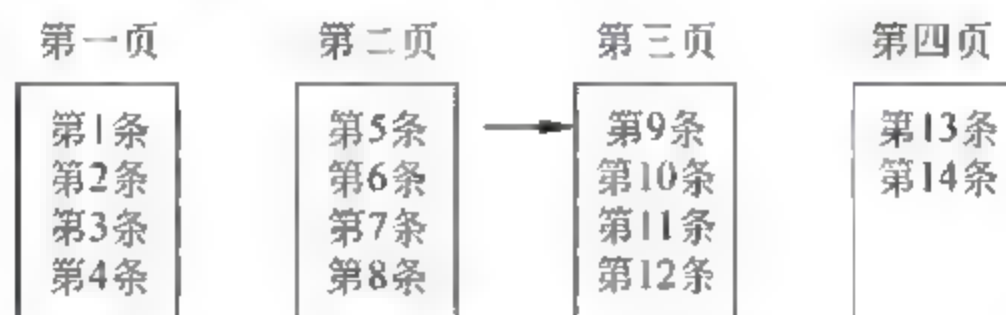 第一页
第1条
第2条
第3条
第4条
第二页
第5条
第6条
第7条
第8条
第三页
第9条
第10条
第11条
第12条
第四页
第13条
第14条